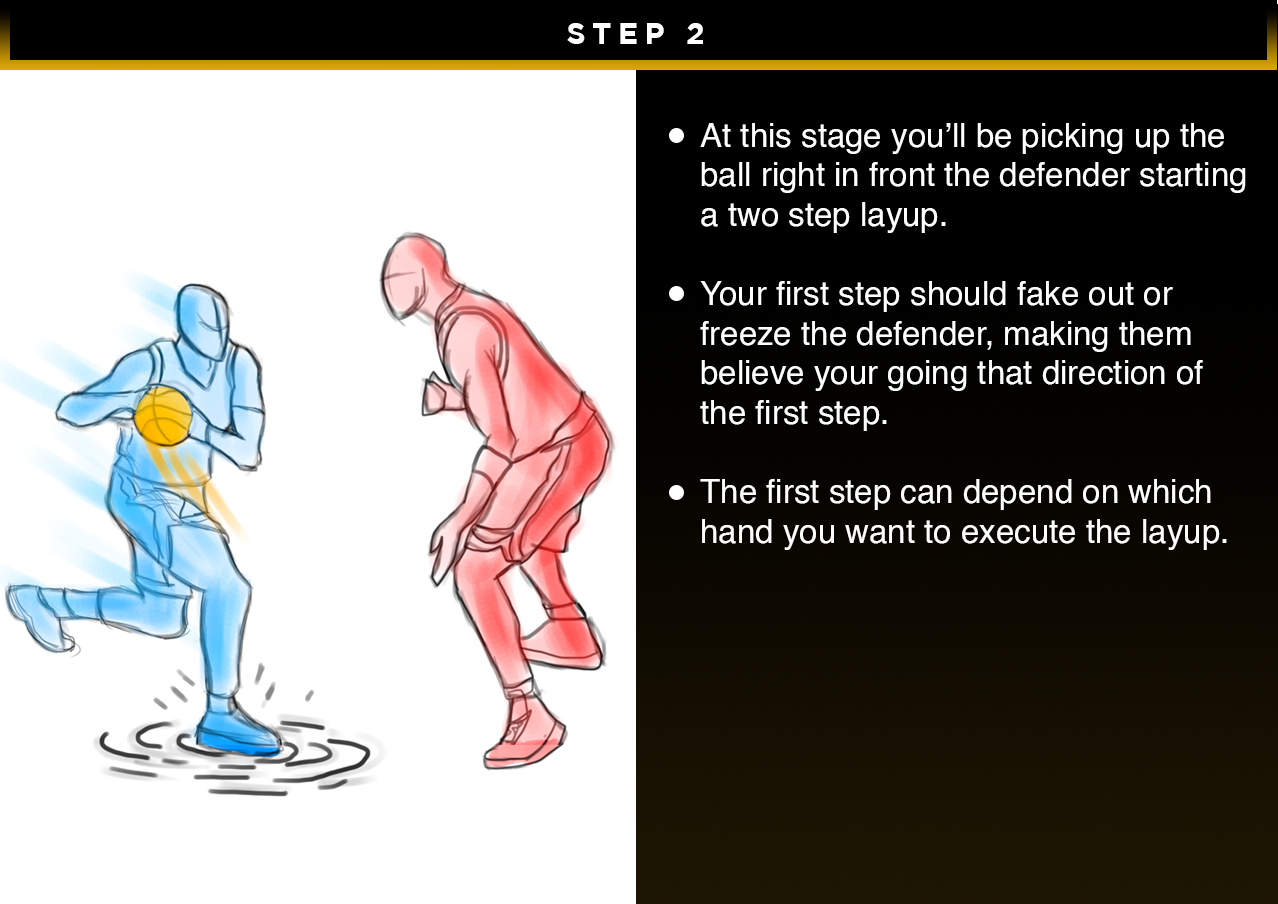 STEP 2
• At this stage you’ll be picking up the
ball right in front the defender starting
a two step layup.
• Your first step should fake out or
freeze the defender, making them
believe your going that direction of
the first step.
• The first step can depend on which
hand you want to execute the layup.